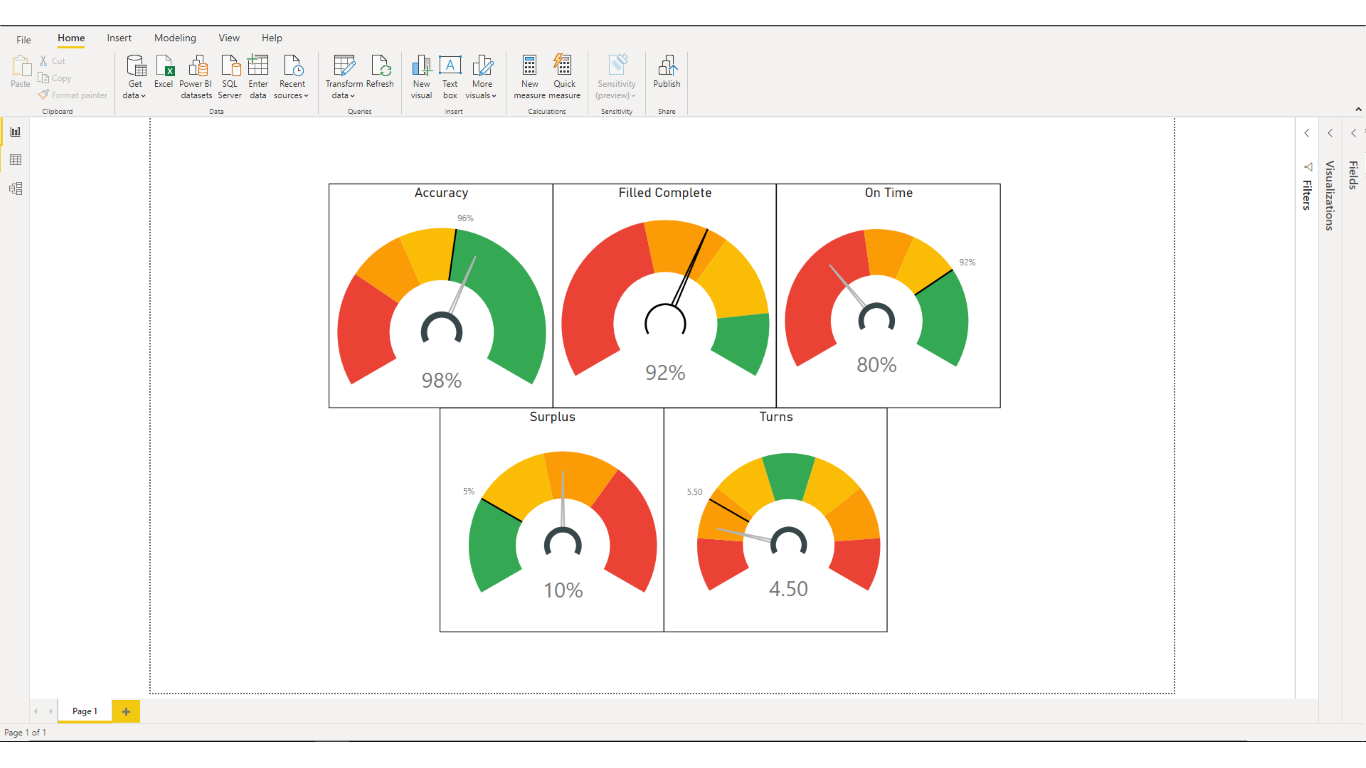 File Home Insert Modeling View Help
Paste
Cut
Copy
Format painter
Clipboard
Get data
Excel
Power BI datasets
SQL Server
Enter data
Recent sources
Data
Transform data
Refresh
Queries
New visual
Text box
More visuals
Insert
New measure
Quick measure
Calculations
Sensitivity (preview)
Sensitivity
Publish
Share
Filters
Visualizations
Fields
Accuracy
96%
98%
Filled Complete
92%
On Time
92%
80%
Surplus
5%
10%
Turns
5.50
4.50
Page 1
Page 1 of 1